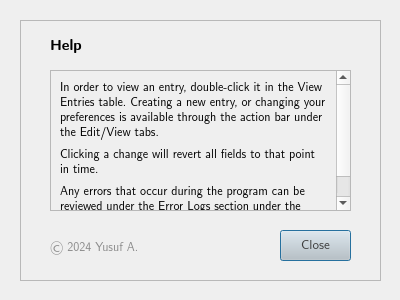 Help
In order to view an entry, double-click it in the View
Entries table. Creating a new entry, or changing your
preferences is available through the action bar under
the Edit/View tabs.
Clicking a change will revert all fields to that point
in time.
Any errors that occur during the program can be
reviewed under the Error Logs section under the
© 2024 Yusuf A.
Close